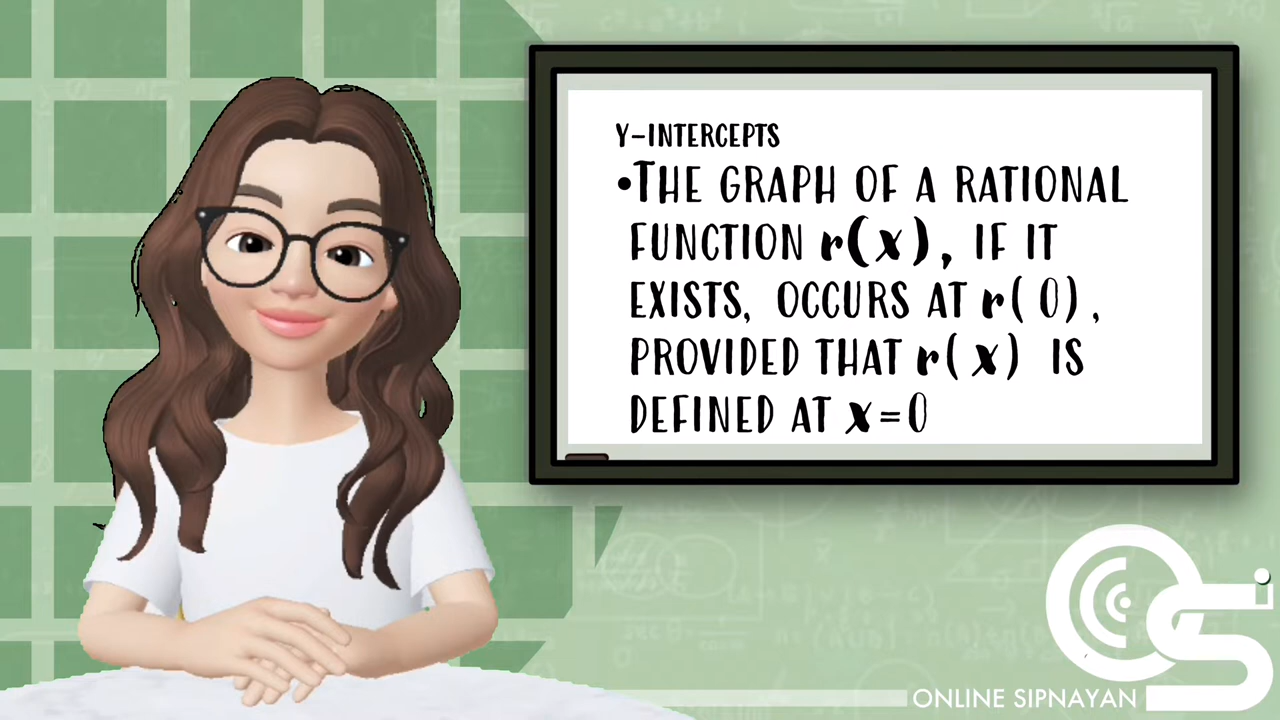 Y-INTERCEPTS
•THE GRAPH OF A RATIONAL
FUNCTION r(x), IF IT
EXISTS, OCCURS AT r( 0) ,
PROVIDED THAT r( x) IS
DEFINED AT x=0
OSi
ONLINE SIPNAYAN